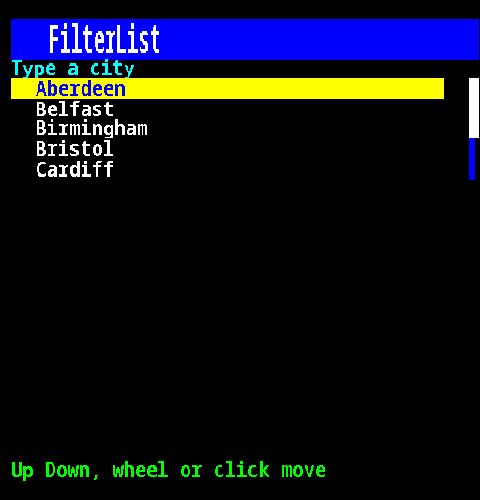 FilterList
Type a city
Aberdeen
Belfast
Birmingham
Bristol
Cardiff
Up Down, wheel or click move